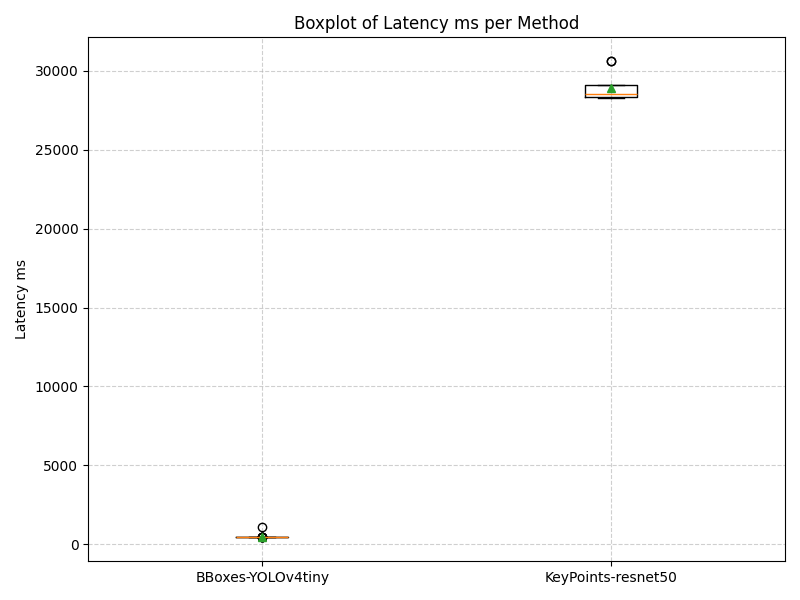 Boxplot of Latency ms per Method
Latency ms
30000
25000
20000
15000
10000
5000
0
BBoxes-YOLOv4tiny
KeyPoints-resnet50